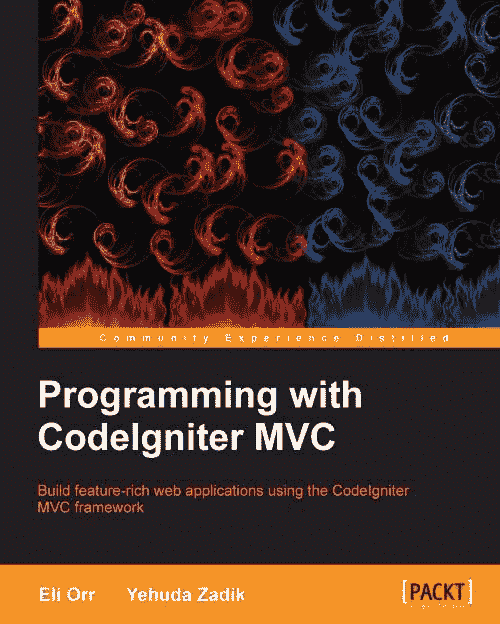 Community Experience Distilled
Programming with
CodeIgniter MVC
Build feature-rich web applications using the CodeIgniter
MVC framework
Eli Orr Yehuda Zadik
[PACKT]